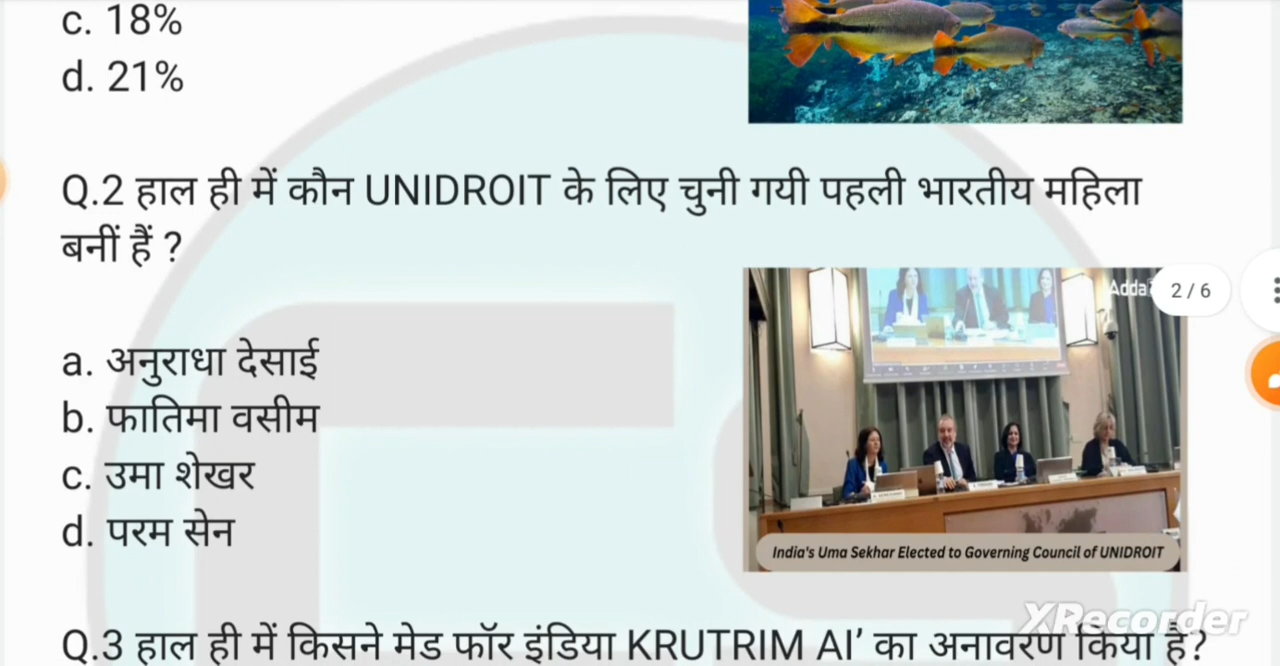 c. 18%
d. 21%
Q.2 हाल ही में कौन UNIDROIT के लिए चुनी गयी पहली भारतीय महिला
बनीं हैं ?
Adda
2 / 6
a. अनुराधा देसाई
b. फातिमा वसीम
c. उमा शेखर
d. परम सेन
India's Uma Sekhar Elected to Governing Council of UNIDROIT
XRecorder
Q.3 हाल ही में किसने मेड फॉर इंडिया KRUTRIM AI’ का अनावरण किया है?